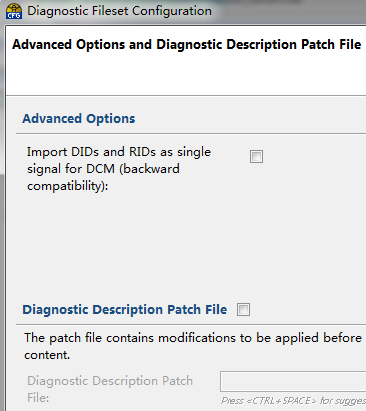 CFG Diagnostic Fileset Configuration
Advanced Options and Diagnostic Description Patch File
Advanced Options
Import DIDs and RIDs as single
signal for DCM (backward
compatibility):
Diagnostic Description Patch File
The patch file contains modifications to be applied before
content.
Diagnostic Description Patch
File:
Press <CTRL+SPACE> for sugges